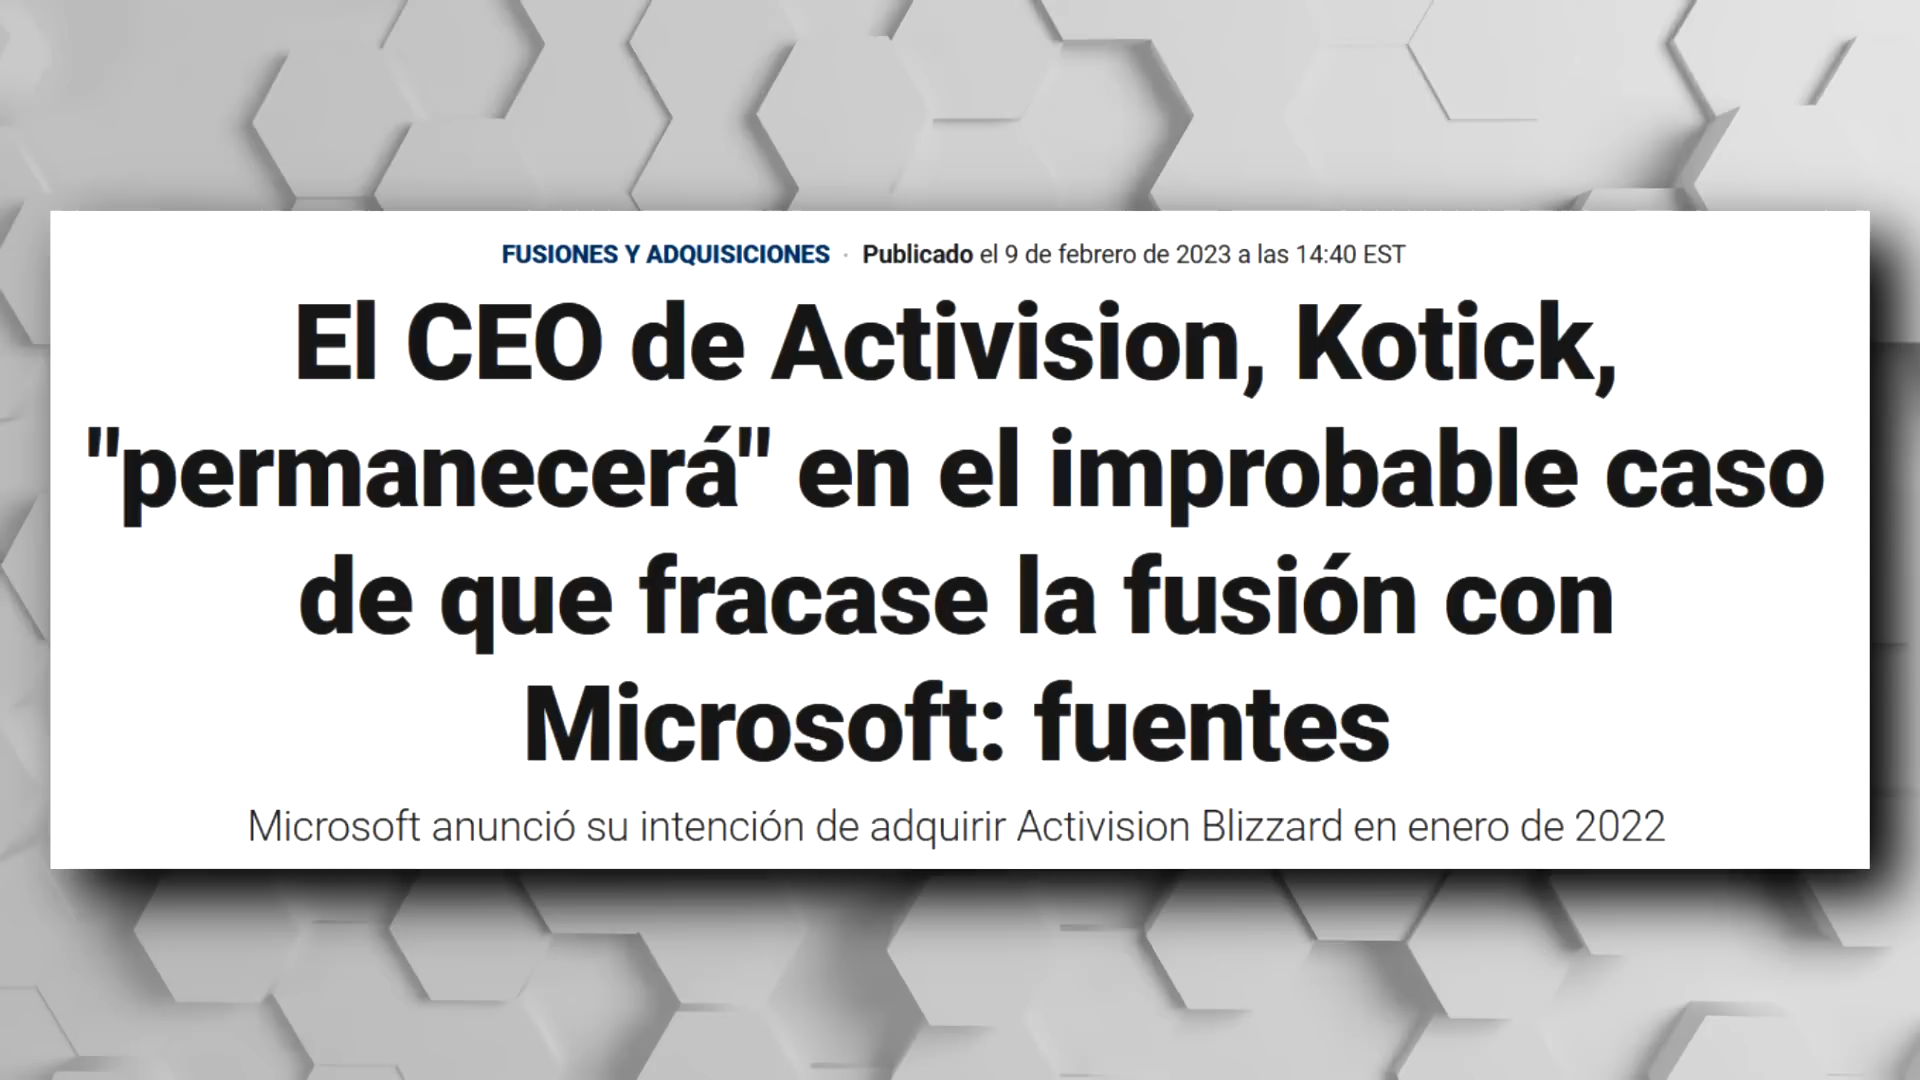 FUSIONES Y ADQUISICIONES · Publicado el 9 de febrero de 2023 a las 14:40 EST
El CEO de Activision, Kotick,
"permanecerá" en el improbable caso
de que fracase la fusión con
Microsoft: fuentes
Microsoft anunció su intención de adquirir Activision Blizzard en enero de 2022